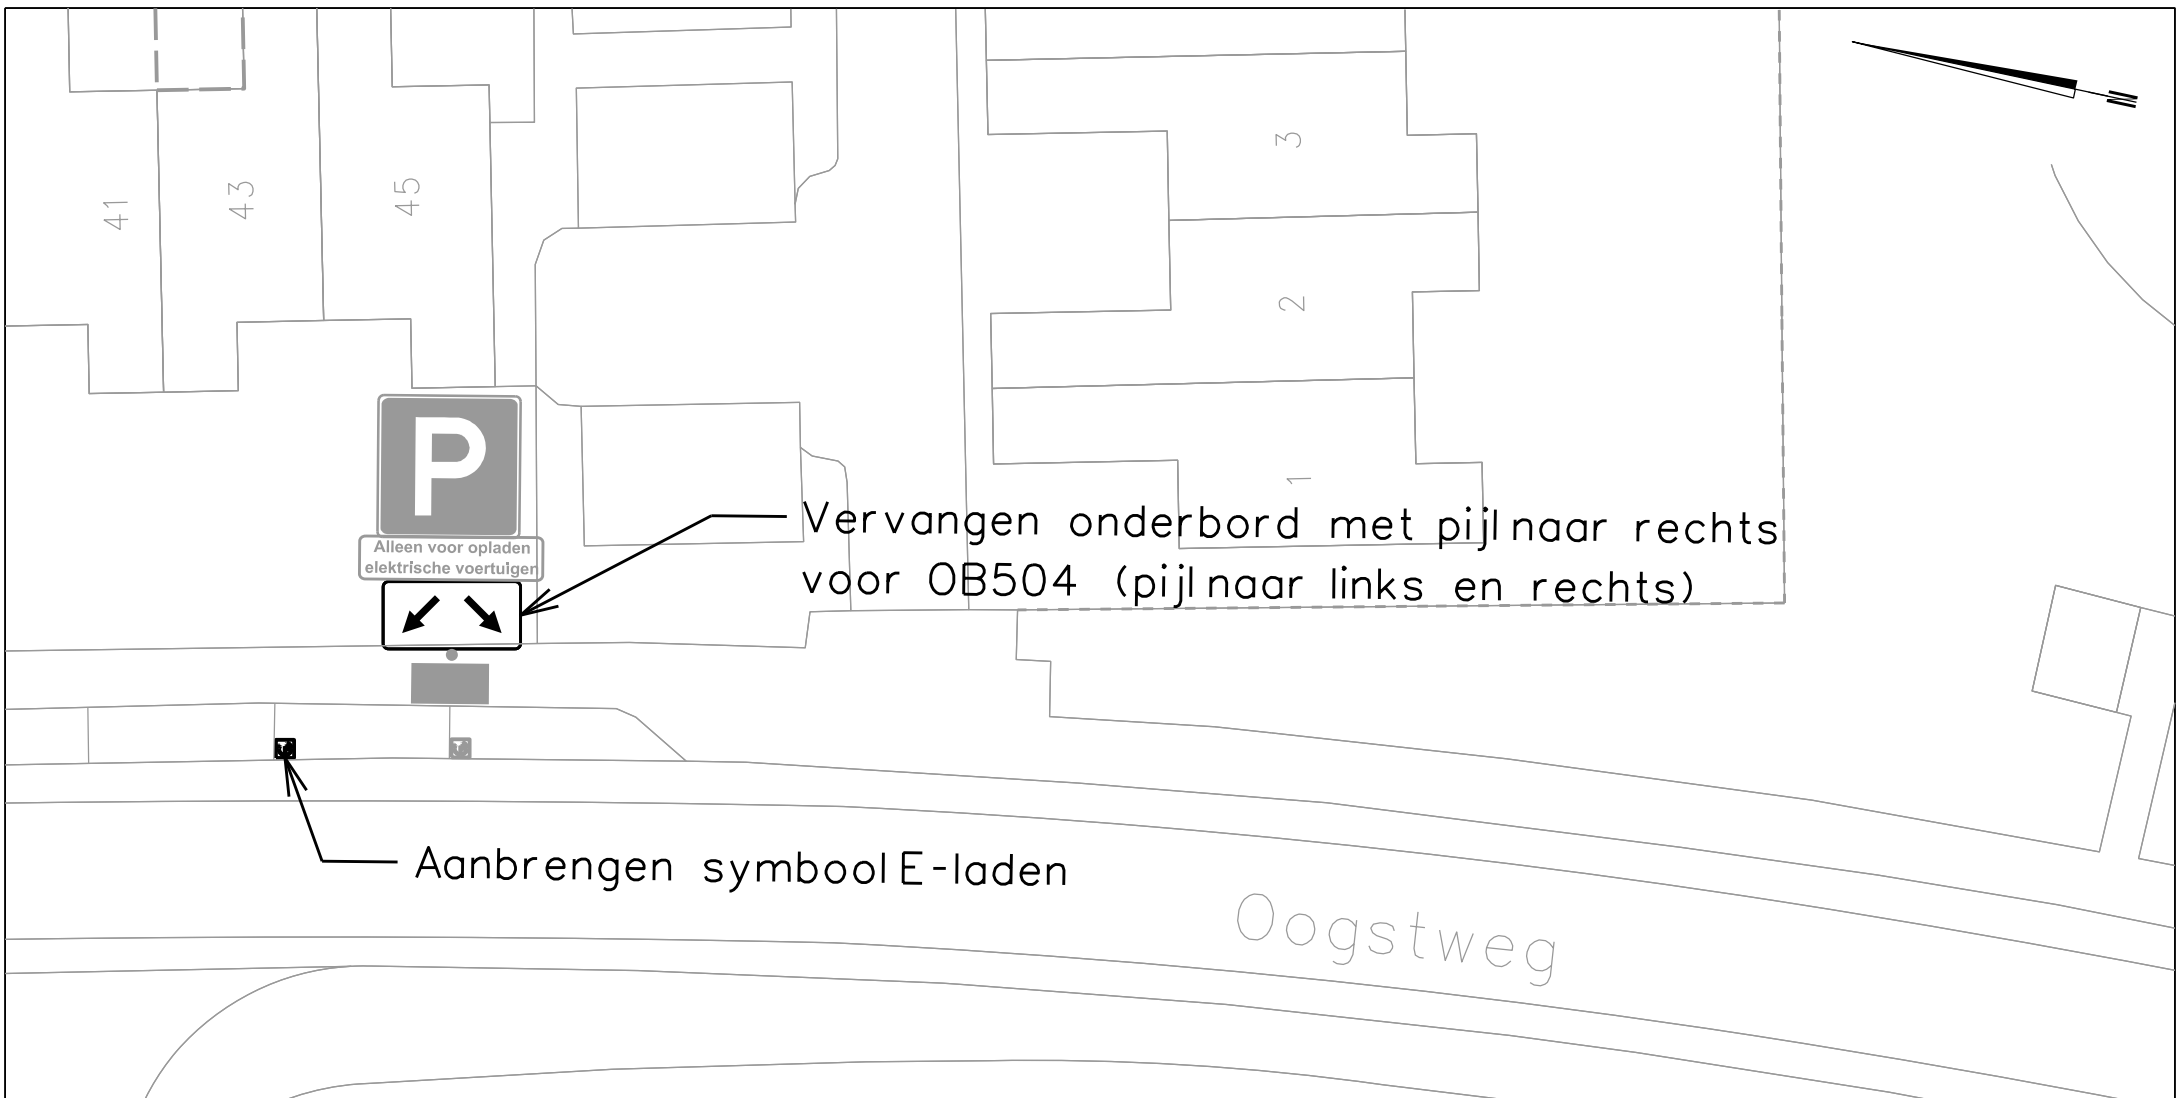 41
43
45
3
2
1
P
Alleen voor opladen
elektrische voertuigen
Vervangen onderbord met pijl naar rechts
voor OB504 (pijl naar links en rechts)
Aanbrengen symbool E-laden
Oogstweg